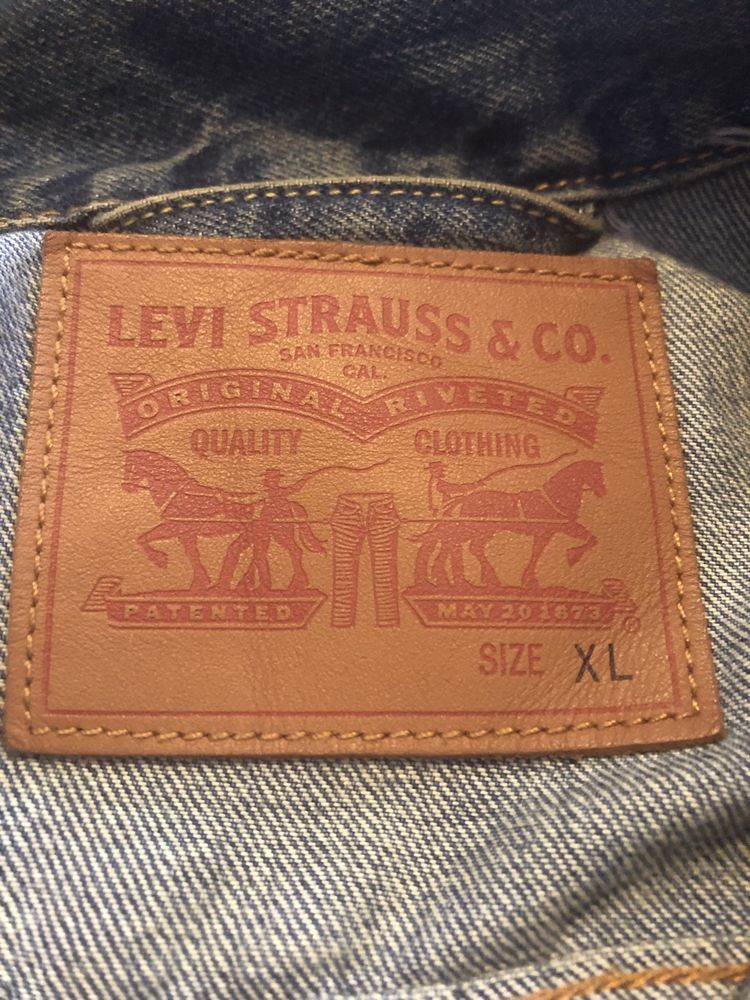 LEVI STRAUSS & CO.
SAN FRANCISCO
CAL.
ORIGINAL RIVETED
QUALITY CLOTHING
PATENTED MAY 20 1873
®
SIZE XL